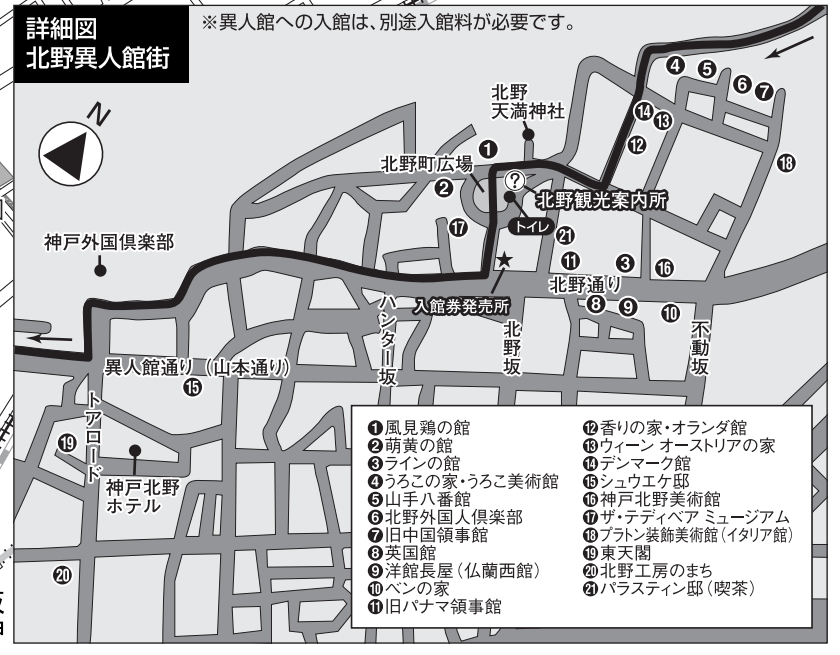 詳細図
北野異人館街
※異人館への入館は、別途入館料が必要です。
N
北野
天満神社
北野町広場
?
北野観光案内所
トイレ
神戸外国倶楽部
★
入館券発売所
北野通り
ハンター坂
北野坂
不動坂
異人館通り(山本通り)
トアロード
神戸北野
ホテル
❶
❷
❸
❹
❺
❻
❼
❽
❾
❿
⓫
⓬
⓭
⓮
⓯
⓰
⓱
⓲
⓳
⓴
㉑
❶風見鶏の館
❷萌黄の館
❸ラインの館
❹うろこの家・うろこ美術館
❺山手八番館
❻北野外国人倶楽部
❼旧中国領事館
❽英国館
❾洋館長屋(仏蘭西館)
❿ベンの家
⓫旧パナマ領事館
⓬香りの家・オランダ館
⓭ウィーン オーストリアの家
⓮デンマーク館
⓯シュウエケ邸
⓰神戸北野美術館
⓱ザ・テディベア ミュージアム
⓲プラトン装飾美術館(イタリア館)
⓳東天閣
⓴北野工房のまち
㉑パラスティン邸(喫茶)